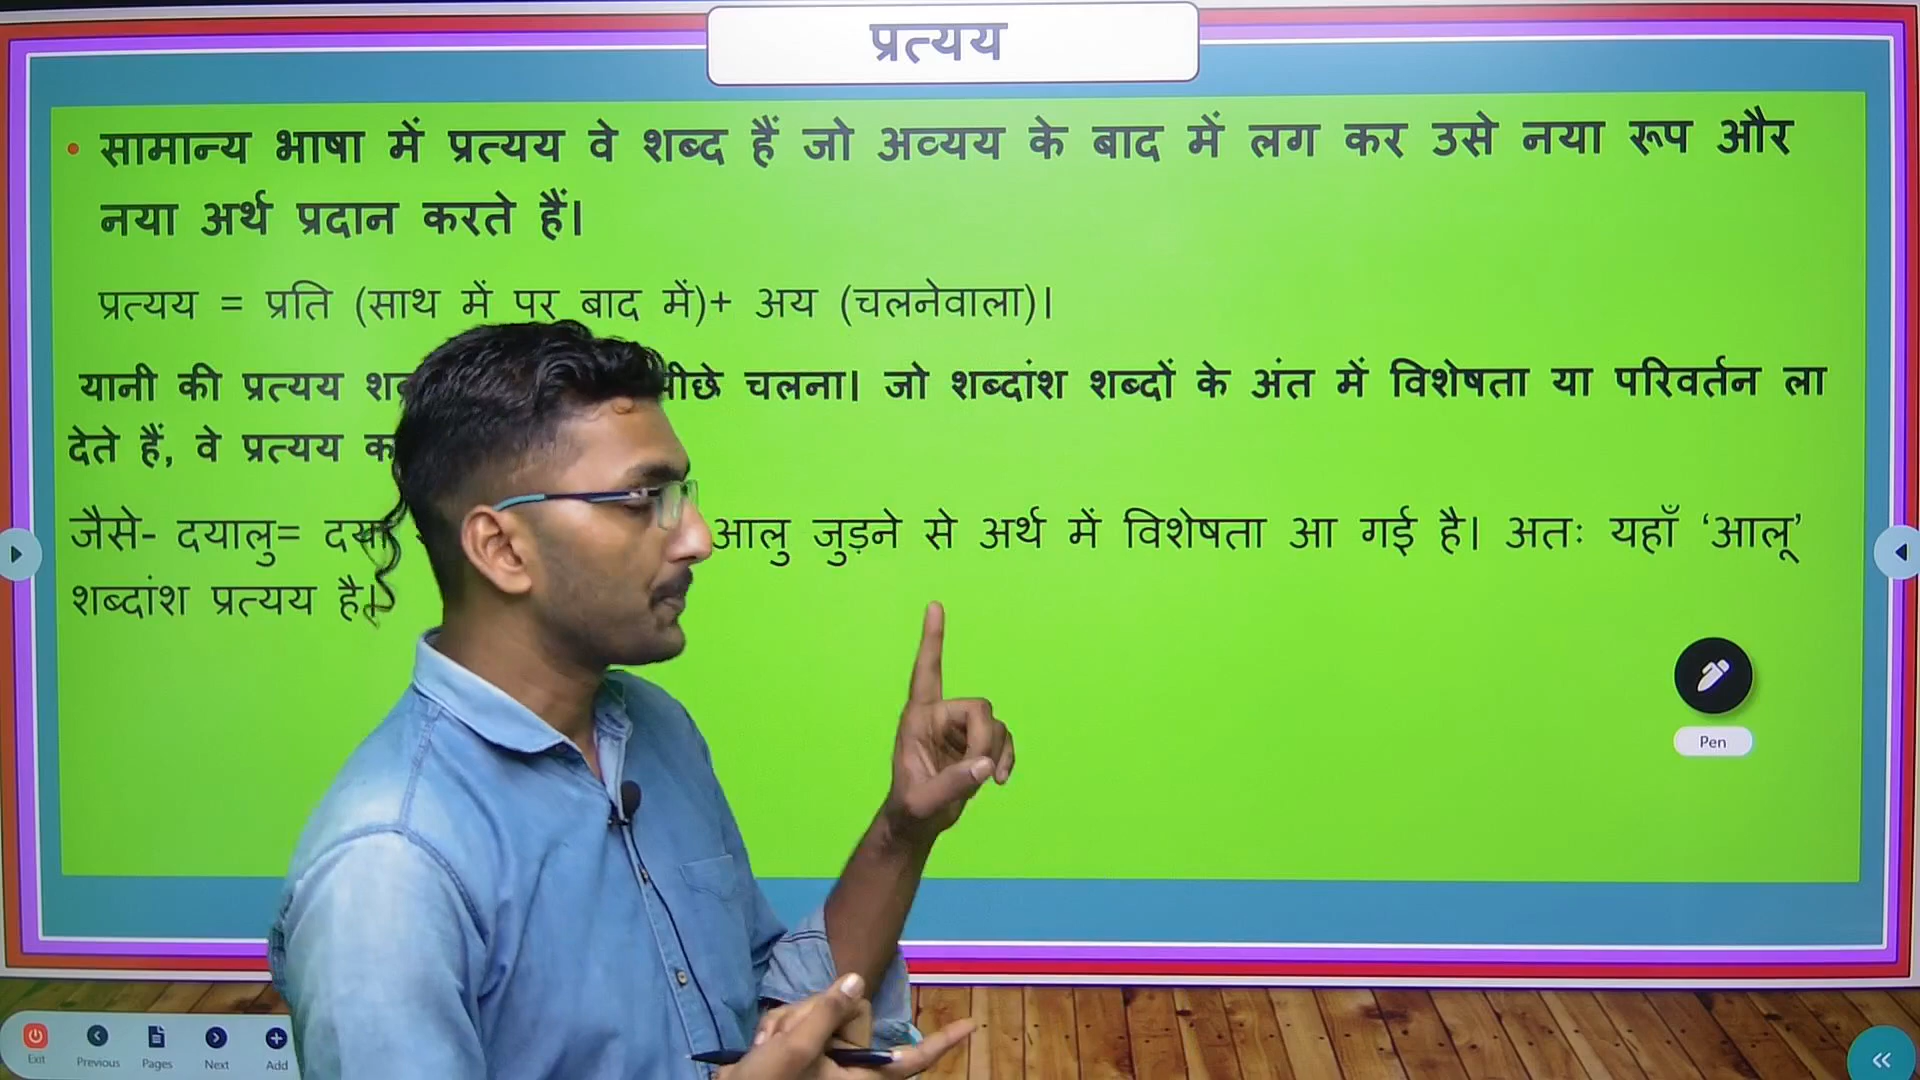 प्रत्यय
• सामान्य भाषा में प्रत्यय वे शब्द हैं जो अव्यय के बाद में लग कर उसे नया रूप और
नया अर्थ प्रदान करते हैं।
प्रत्यय = प्रति (साथ में पर बाद में)+ अय (चलनेवाला)।
यानी की प्रत्यय पीछे चलना। जो शब्दांश शब्दों के अंत में विशेषता या परिवर्तन ला
देते हैं, वे प्रत्यय
जैसे- दयालु= दया आलु जुड़ने से अर्थ में विशेषता आ गई है। अतः यहाँ ‘आलू’
शब्दांश प्रत्यय है।
Pen
Exit Previous Pages Next Add